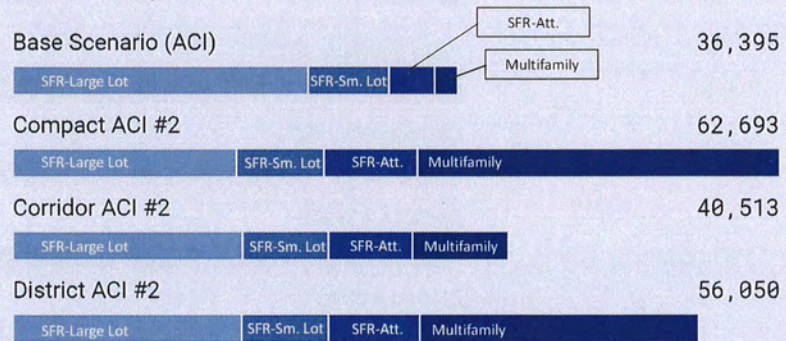 SFR-Att.
Base Scenario (ACI) 36,395
Multifamily
SFR-Large Lot SFR-Sm. Lot
Compact ACI #2 62,693
SFR-Large Lot SFR-Sm. Lot SFR-Att. Multifamily
Corridor ACI #2 40,513
SFR-Large Lot SFR-Sm. Lot SFR-Att. Multifamily
District ACI #2 56,050
SFR-Large Lot SFR-Sm. Lot SFR-Att. Multifamily